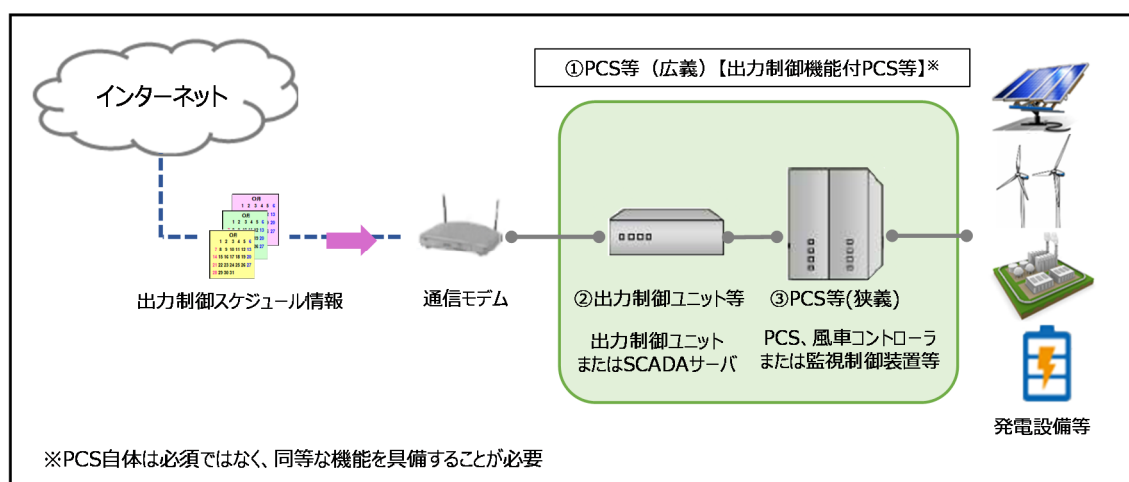 ①PCS等（広義）【出力制御機能付PCS等】※
インターネット
出力制御スケジュール情報
通信モデム
②出力制御ユニット等
出力制御ユニット
またはSCADAサーバ
③PCS等(狭義)
PCS、風車コントローラ
または監視制御装置等
発電設備等
※PCS自体は必須ではなく、同等な機能を具備することが必要